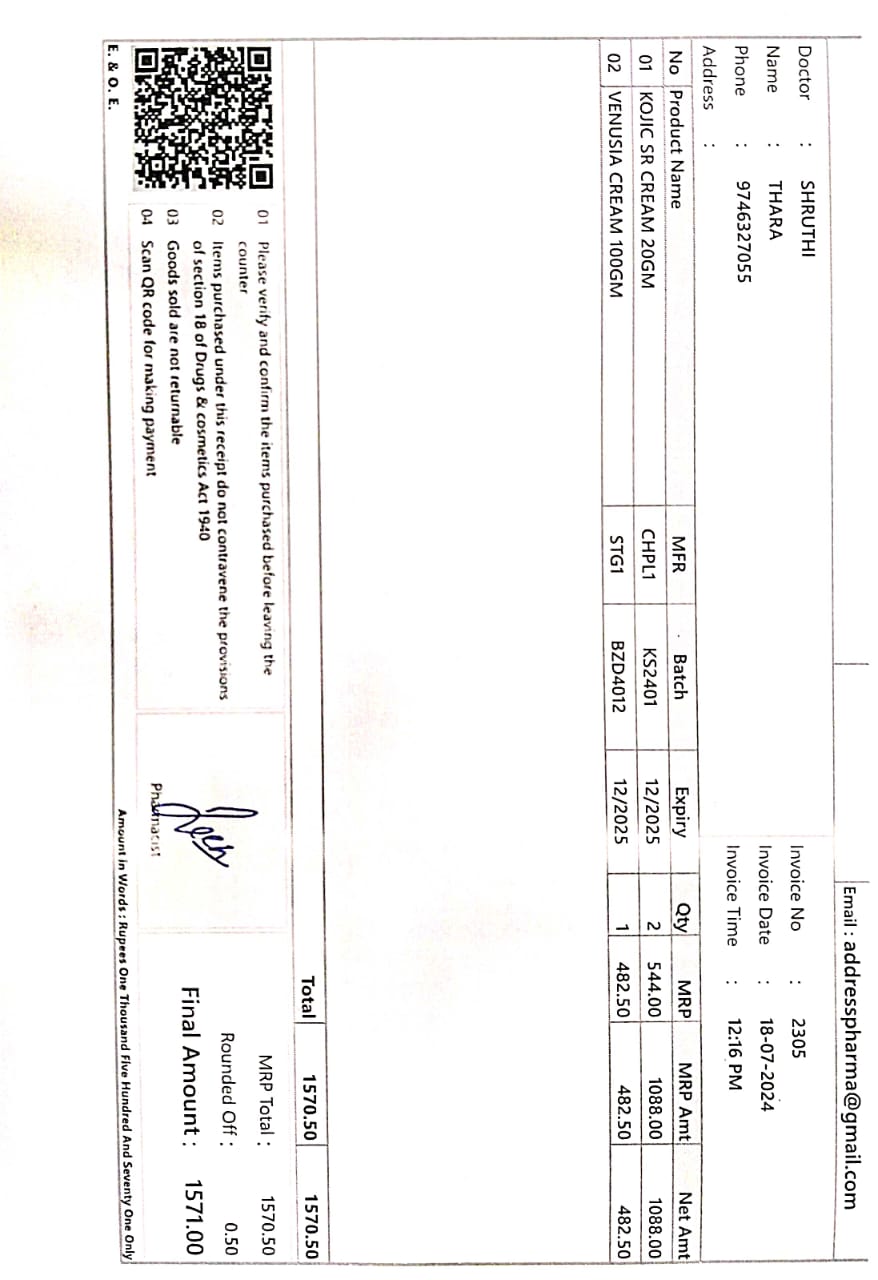 Email : addresspharma@gmail.com
Doctor : SHRUTHI
Name : THARA
Phone : 9746327055
Address :
Invoice No : 2305
Invoice Date : 18-07-2024
Invoice Time : 12:16 PM
No Product Name MFR Batch Expiry Qty MRP MRP Amt Net Amt
01 KOJIC SR CREAM 20GM CHPL1 KS2401 12/2025 2 544.00 1088.00 1088.00
02 VENUSIA CREAM 100GM STG1 BZD4012 12/2025 1 482.50 482.50 482.50
Total 1570.50 1570.50
01 Please verify and confirm the items purchased before leaving the
counter
02 Items purchased under this receipt do not contravene the provisions
of section 18 of Drugs & cosmetics Act 1940
03 Goods sold are not returnable
04 Scan QR code for making payment
E. & O. E.
Pharmacist
MRP Total : 1570.50
Rounded Off : 0.50
Final Amount : 1571.00
Amount in Words : Rupees One Thousand Five Hundred And Seventy One Only